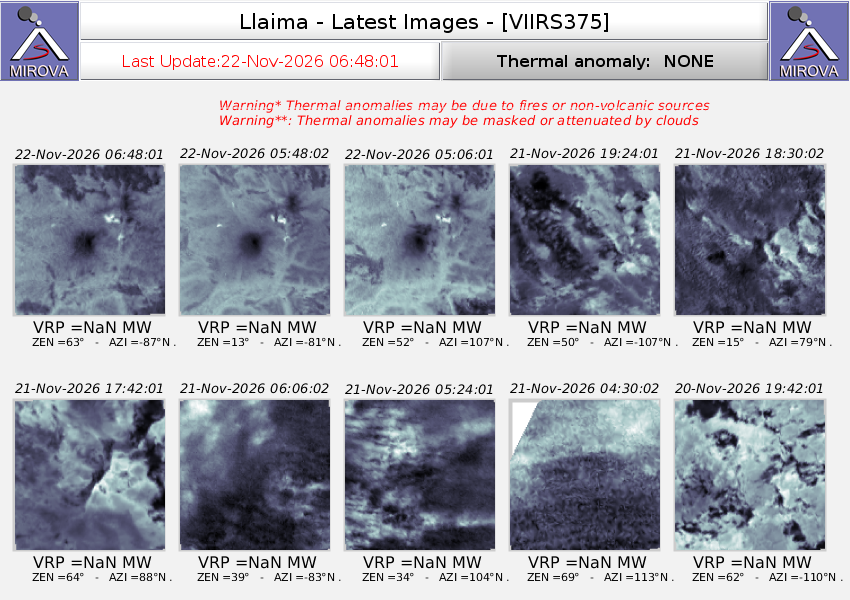 Llaima - Latest Images - [VIIRS375]
MIROVA
Last Update:22-Nov-2026 06:48:01
Thermal anomaly: NONE
MIROVA
Warning* Thermal anomalies may be due to fires or non-volcanic sources
Warning**: Thermal anomalies may be masked or attenuated by clouds
22-Nov-2026 06:48:01
22-Nov-2026 05:48:02
22-Nov-2026 05:06:01
21-Nov-2026 19:24:01
21-Nov-2026 18:30:02
VRP =NaN MW
VRP =NaN MW
VRP =NaN MW
VRP =NaN MW
VRP =NaN MW
ZEN =63° - AZI =-87°N .
ZEN =13° - AZI =-81°N .
ZEN =52° - AZI =107°N .
ZEN =50° - AZI =-107°N .
ZEN =15° - AZI =79°N .
21-Nov-2026 17:42:01
21-Nov-2026 06:06:02
21-Nov-2026 05:24:01
21-Nov-2026 04:30:02
20-Nov-2026 19:42:01
VRP =NaN MW
VRP =NaN MW
VRP =NaN MW
VRP =NaN MW
VRP =NaN MW
ZEN =64° - AZI =88°N .
ZEN =39° - AZI =-83°N .
ZEN =34° - AZI =104°N .
ZEN =69° - AZI =113°N .
ZEN =62° - AZI =-110°N .